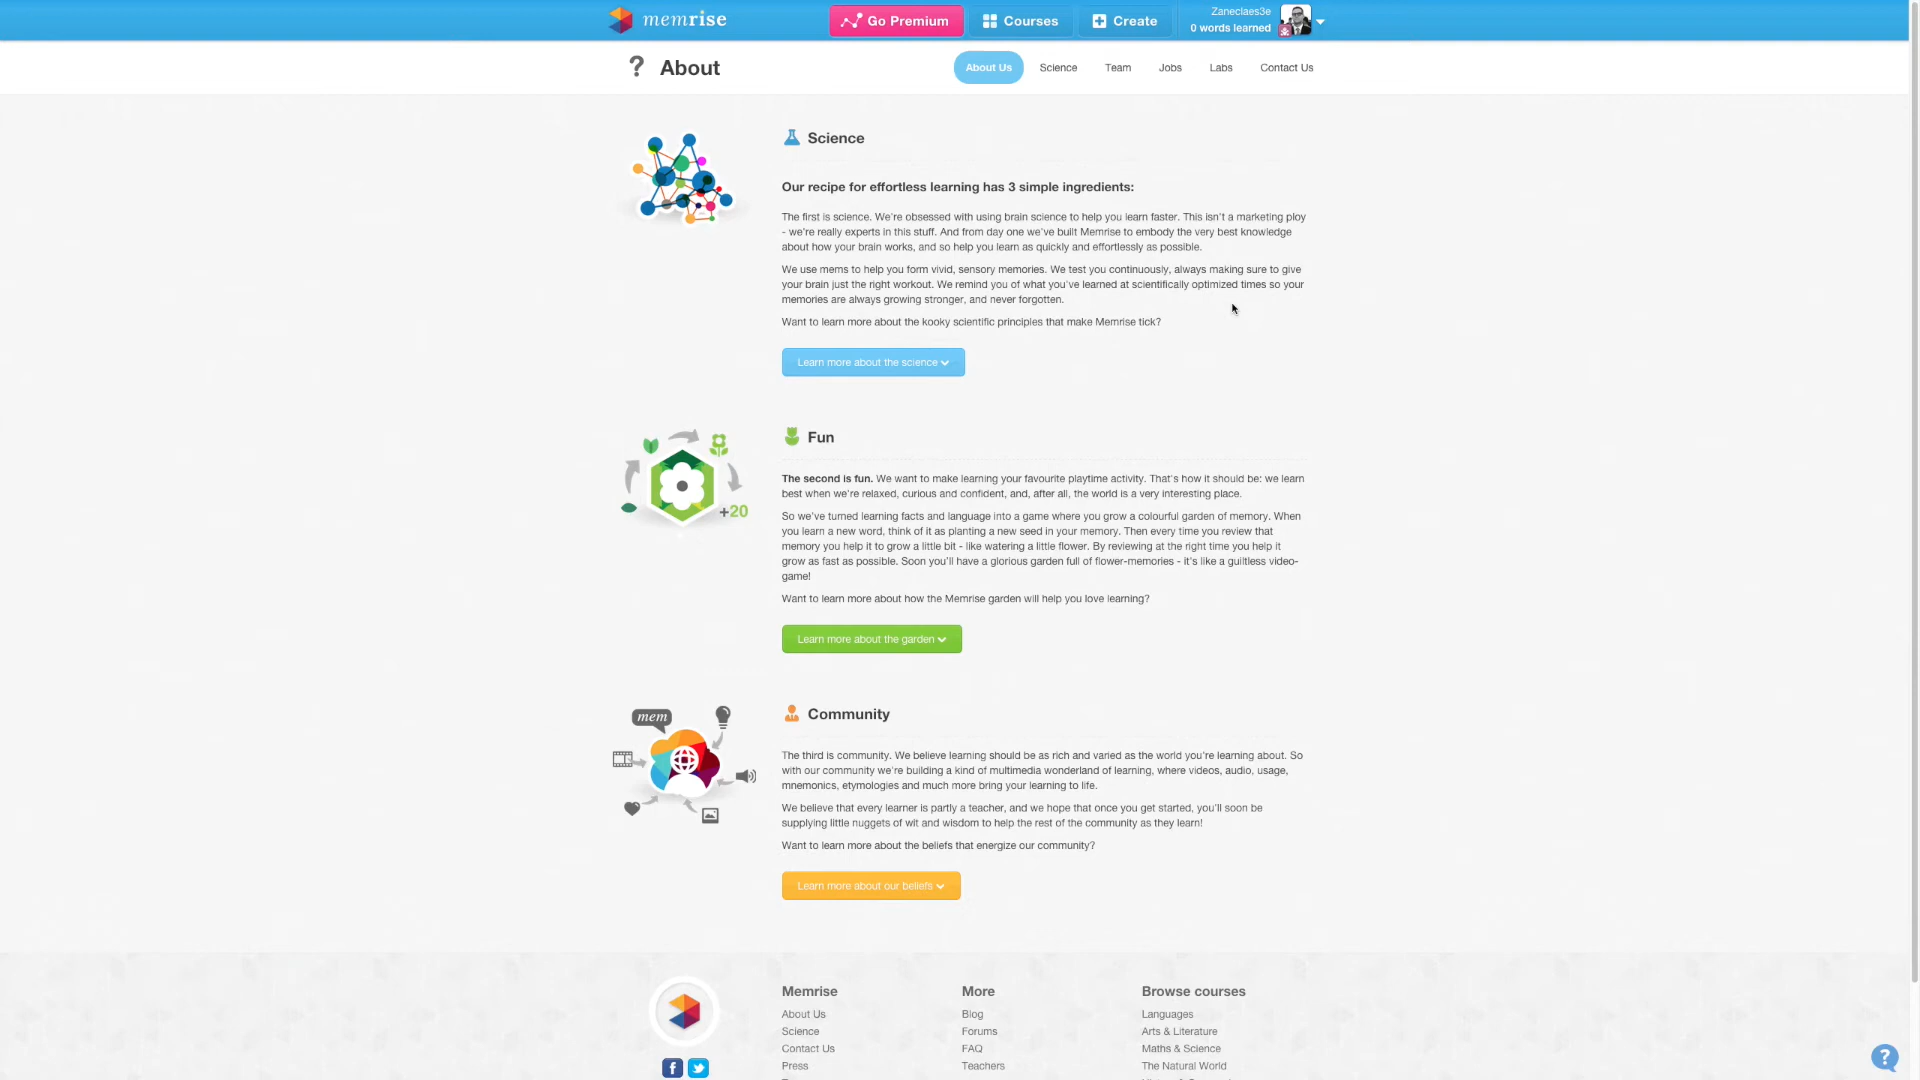 memrise
Go Premium
Courses
Create
Zaneclaes3e
0 words learned
? About
About Us
Science
Team
Jobs
Labs
Contact Us
Science
Our recipe for effortless learning has 3 simple ingredients:
The first is science. We're obsessed with using brain science to help you learn faster. This isn't a marketing ploy
- we're really experts in this stuff. And from day one we've built Memrise to embody the very best knowledge
about how your brain works, and so help you learn as quickly and effortlessly as possible.
We use mems to help you form vivid, sensory memories. We test you continuously, always making sure to give
your brain just the right workout. We remind you of what you've learned at scientifically optimized times so your
memories are always growing stronger, and never forgotten.
Want to learn more about the kooky scientific principles that make Memrise tick?
Learn more about the science
+20
Fun
The second is fun. We want to make learning your favourite playtime activity. That's how it should be: we learn
best when we're relaxed, curious and confident, and, after all, the world is a very interesting place.
So we've turned learning facts and language into a game where you grow a colourful garden of memory. When
you learn a new word, think of it as planting a new seed in your memory. Then every time you review that
memory you help it to grow a little bit - like watering a little flower. By reviewing at the right time you help it
grow as fast as possible. Soon you'll have a glorious garden full of flower-memories - it's like a guiltless video-
game!
Want to learn more about how the Memrise garden will help you love learning?
Learn more about the garden
mem
Community
The third is community. We believe learning should be as rich and varied as the world you're learning about. So
with our community we're building a kind of multimedia wonderland of learning, where videos, audio, usage,
mnemonics, etymologies and much more bring your learning to life.
We believe that every learner is partly a teacher, and we hope that once you get started, you'll soon be
supplying little nuggets of wit and wisdom to help the rest of the community as they learn!
Want to learn more about the beliefs that energize our community?
Learn more about our beliefs
Memrise
About Us
Science
Contact Us
Press
More
Blog
Forums
FAQ
Teachers
Browse courses
Languages
Arts & Literature
Maths & Science
The Natural World
f
?